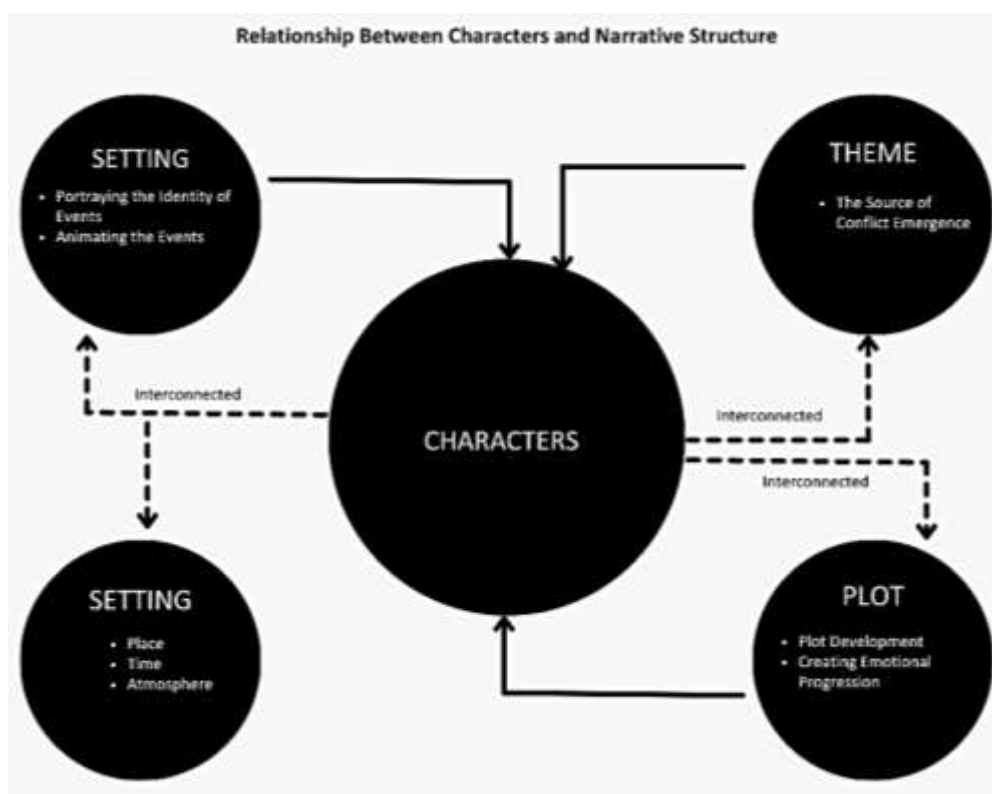 Relationship Between Characters and Narrative Structure
SETTING
• Portraying the Identity of
Events
• Animating the Events
THEME
• The Source of
Conflict Emergence
Interconnected
CHARACTERS
Interconnected
Interconnected
SETTING
• Place
• Time
• Atmosphere
PLOT
• Plot Development
• Creating Emotional
Progression